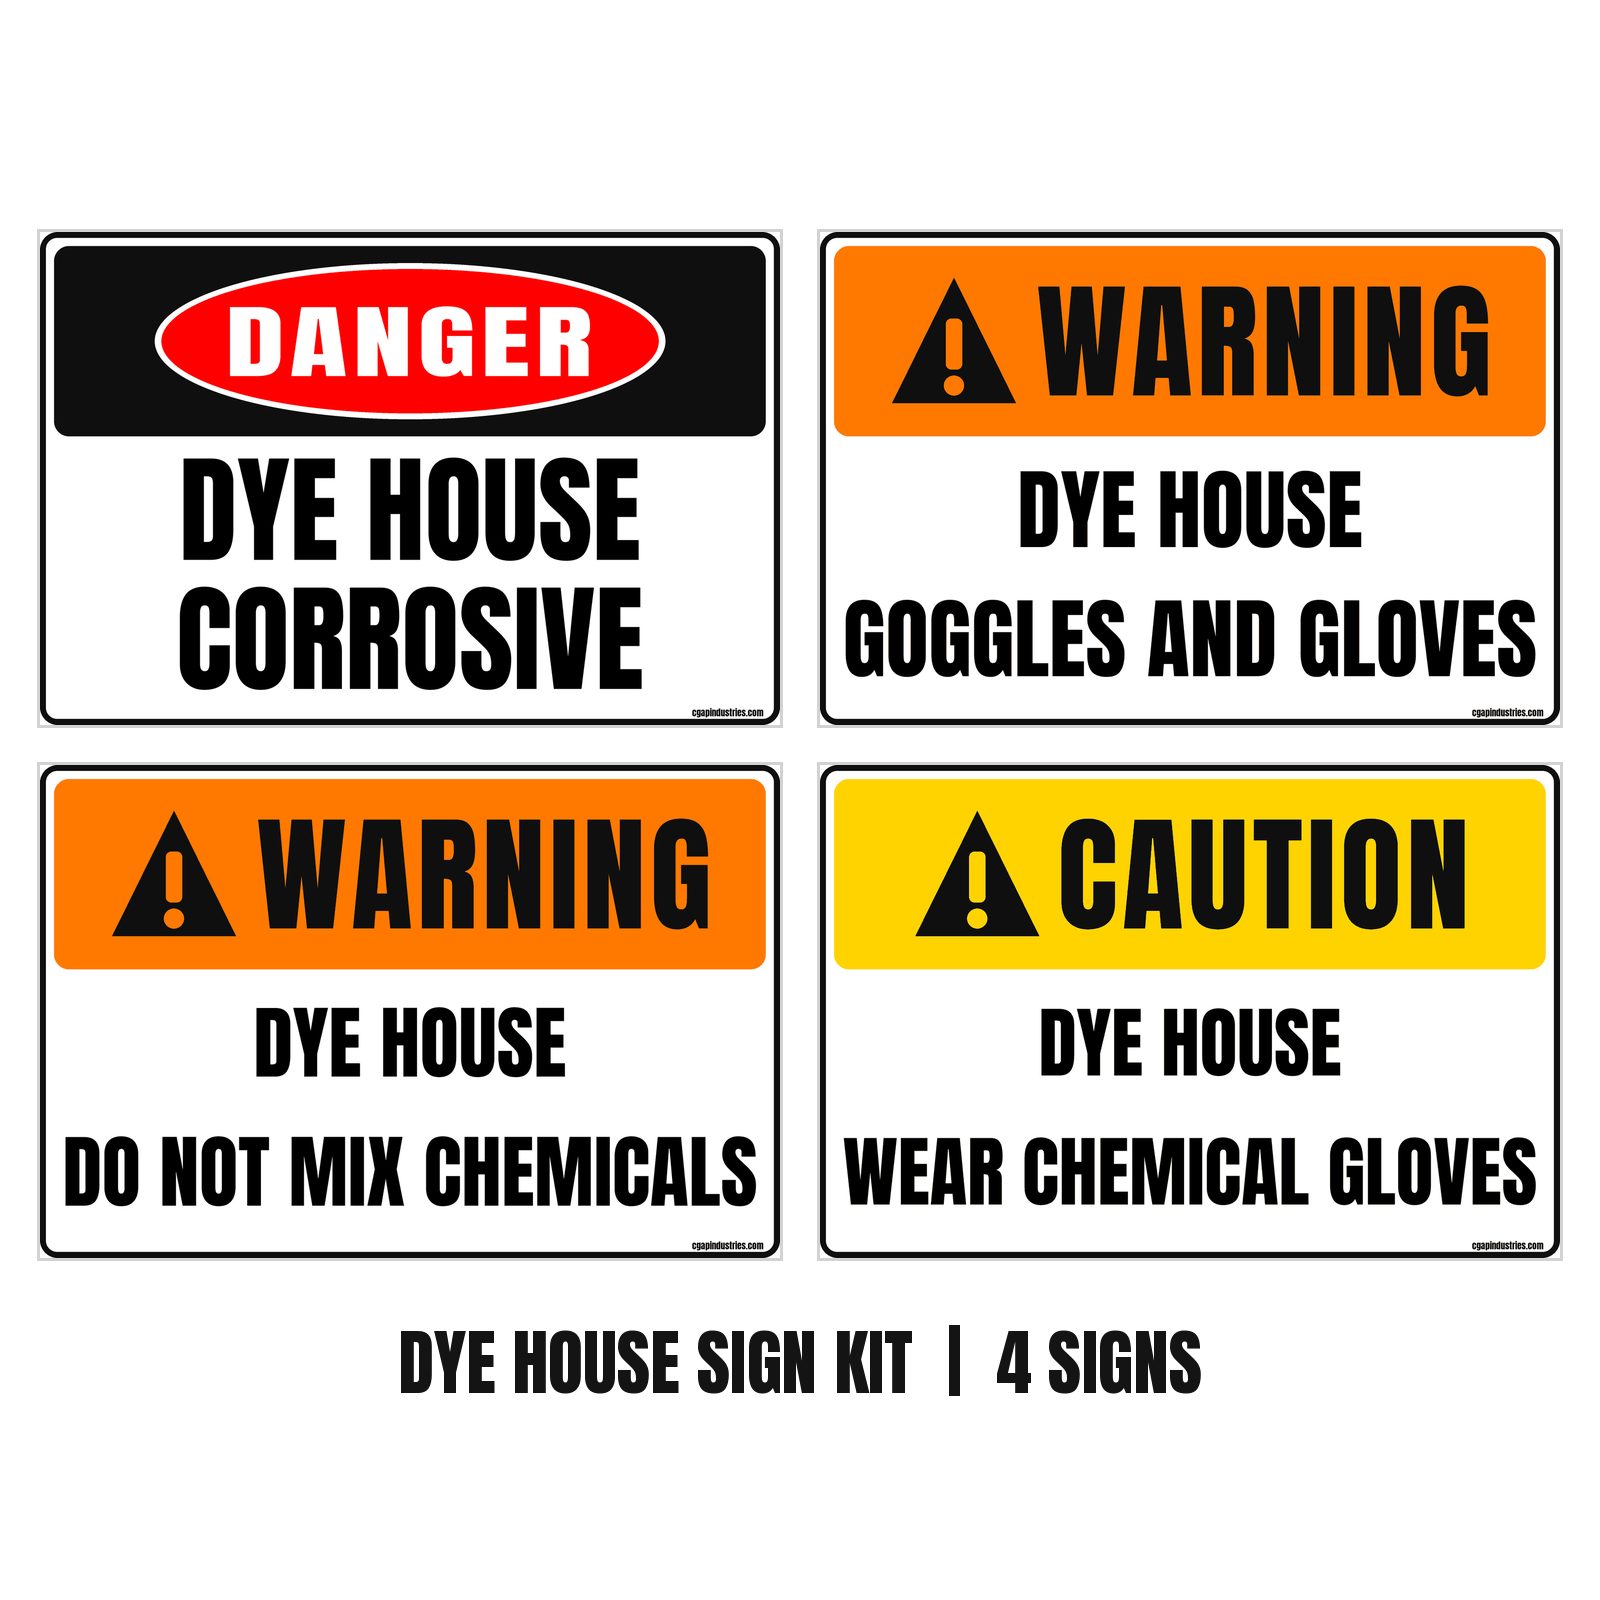 DANGER
DYE HOUSE
CORROSIVE
cgapindustries.com
WARNING
DYE HOUSE
GOGGLES AND GLOVES
cgapindustries.com
WARNING
DYE HOUSE
DO NOT MIX CHEMICALS
cgapindustries.com
CAUTION
DYE HOUSE
WEAR CHEMICAL GLOVES
cgapindustries.com
DYE HOUSE SIGN KIT | 4 SIGNS